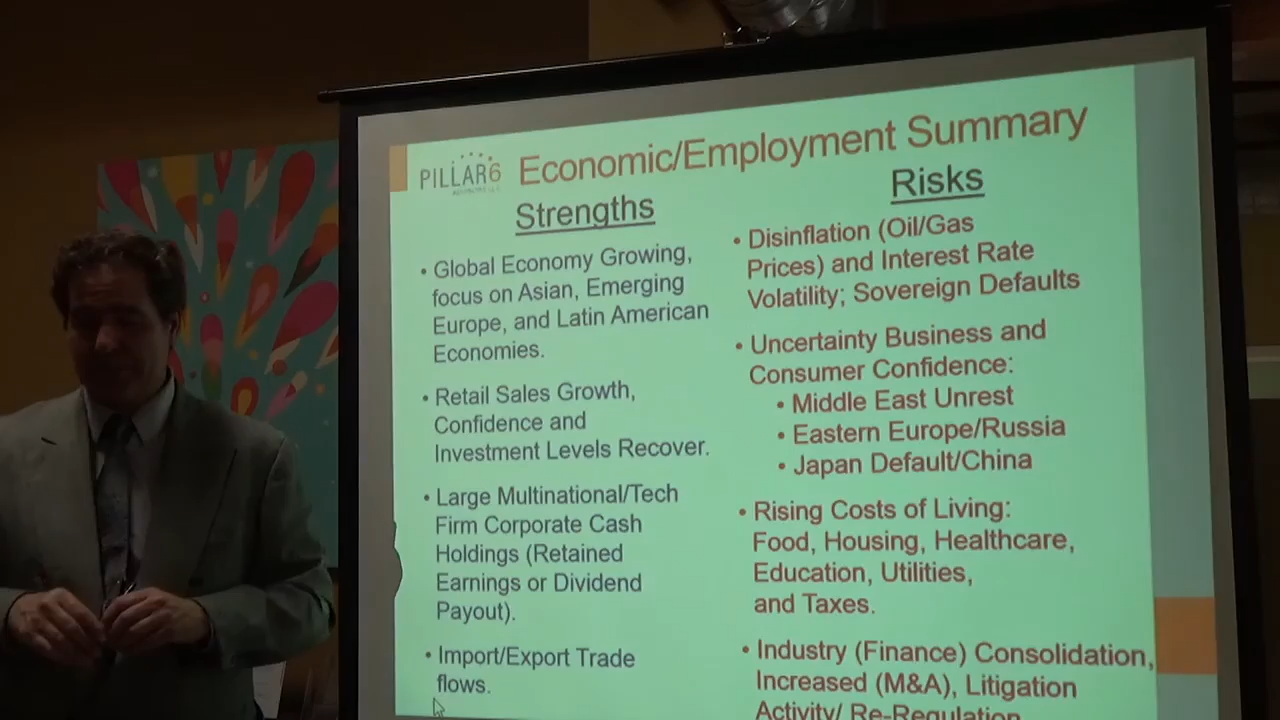 PILLAR6
Economic/Employment Summary
Strengths
• Global Economy Growing,
focus on Asian, Emerging
Europe, and Latin American
Economies.
• Retail Sales Growth,
Confidence and
Investment Levels Recover.
• Large Multinational/Tech
Firm Corporate Cash
Holdings (Retained
Earnings or Dividend
Payout).
• Import/Export Trade
flows.
Risks
• Disinflation (Oil/Gas
Prices) and Interest Rate
Volatility; Sovereign Defaults
• Uncertainty Business and
Consumer Confidence:
• Middle East Unrest
• Eastern Europe/Russia
• Japan Default/China
• Rising Costs of Living:
Food, Housing, Healthcare,
Education, Utilities,
and Taxes.
• Industry (Finance) Consolidation,
Increased (M&A), Litigation
Activity/ Re-Regulation